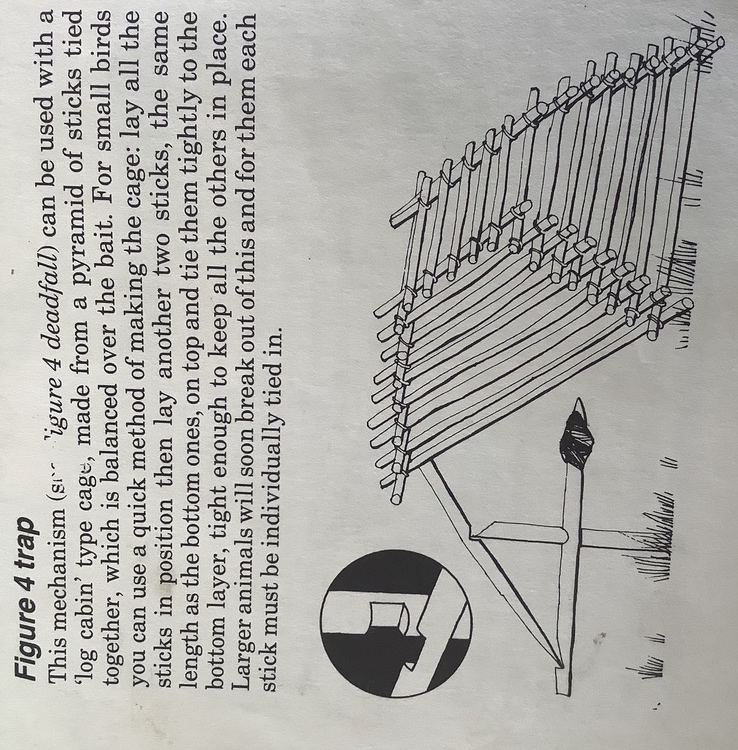 Figure 4 trap
This mechanism ( igure 4 deadfall) can be used with a
‘log cabin’ type cage, made from a pyramid of sticks tied
together, which is balanced over the bait. For small birds
you can use a quick method of making the cage: lay all the
sticks in position then lay another two sticks, the same
length as the bottom ones, on top and tie them tightly to the
bottom layer, tight enough to keep all the others in place.
Larger animals will soon break out of this and for them each
stick must be individually tied in.